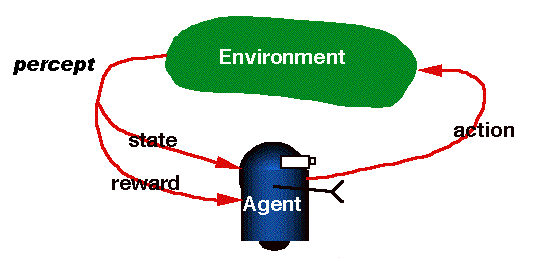 Environment
percept
state
action
reward
Agent